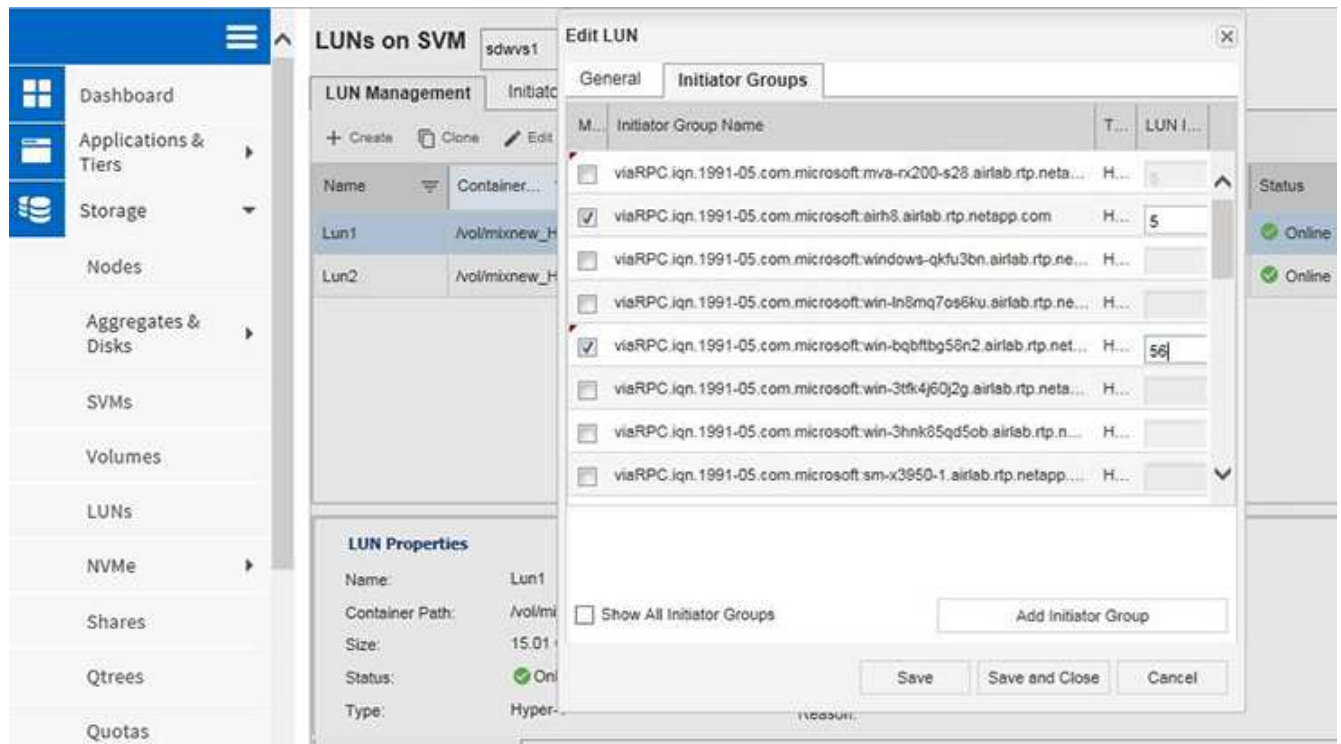 LUNs on SVM sdwvs1
Edit LUN
Dashboard
Applications & Tiers
Storage
Nodes
Aggregates & Disks
SVMs
Volumes
LUNs
NVMe
Shares
Qtrees
Quotas
LUN Management Initiato
+ Create Clone Edit
Name Container... Status
Lun1 /vol/mixnew_H Online
Lun2 /vol/mixnew_H Online
General Initiator Groups
M... Initiator Group Name T... LUN I...
viaRPC.iqn.1991-05.com.microsoft:mva-rx200-s28.airlab.rtp.neta... H...
viaRPC.iqn.1991-05.com.microsoft:airh8.airlab.rtp.netapp.com H... 5
viaRPC.iqn.1991-05.com.microsoft:windows-qkfu3bn.airlab.rtp.ne... H...
viaRPC.iqn.1991-05.com.microsoft:win-ln8mq7os6ku.airlab.rtp.ne... H...
viaRPC.iqn.1991-05.com.microsoft:win-bqbftbg58n2.airlab.rtp.net... H... 56
viaRPC.iqn.1991-05.com.microsoft:win-3tfk4j60j2g.airlab.rtp.neta... H...
viaRPC.iqn.1991-05.com.microsoft:win-3hnk85qd5ob.airlab.rtp.n... H...
viaRPC.iqn.1991-05.com.microsoft:sm-x3950-1.airlab.rtp.netapp.... H...
Show All Initiator Groups Add Initiator Group
Save Save and Close Cancel
LUN Properties
Name: Lun1
Container Path: /vol/mi
Size: 15.01
Status: Onl
Type: Hyper-
Reason: